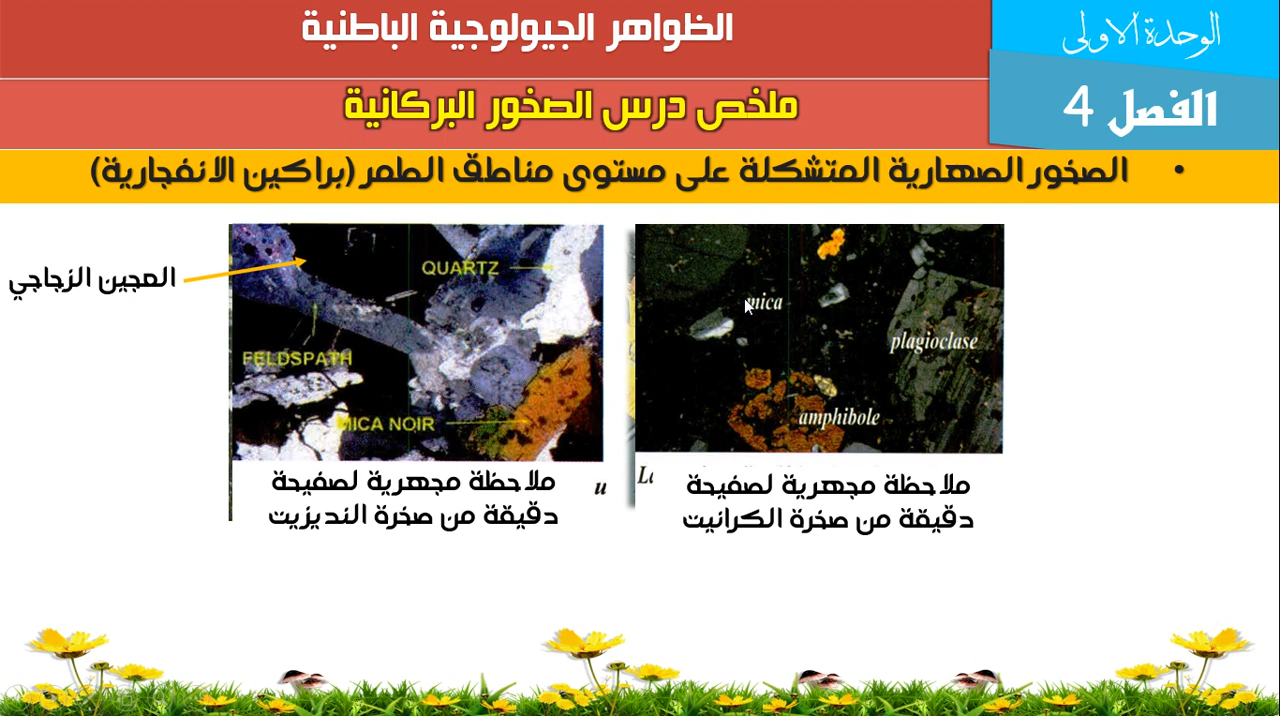 الظواهر الجيولوجية الباطنية
الوحدة الاولى
ملخص درس الصخور البركانية
الفصل 4
• الصخور الصهارية المتشكلة على مستوى مناطق الطمر (براكين الانفجارية)
العجين الزجاجي
QUARTZ
FELDSPATH
MICA NOIR
mica
plagioclase
amphibole
ملاحظة مجهرية لصفيحة
دقيقة من صخرة النديزيت
u
ملاحظة مجهرية لصفيحة
دقيقة من صخرة الكرانيت